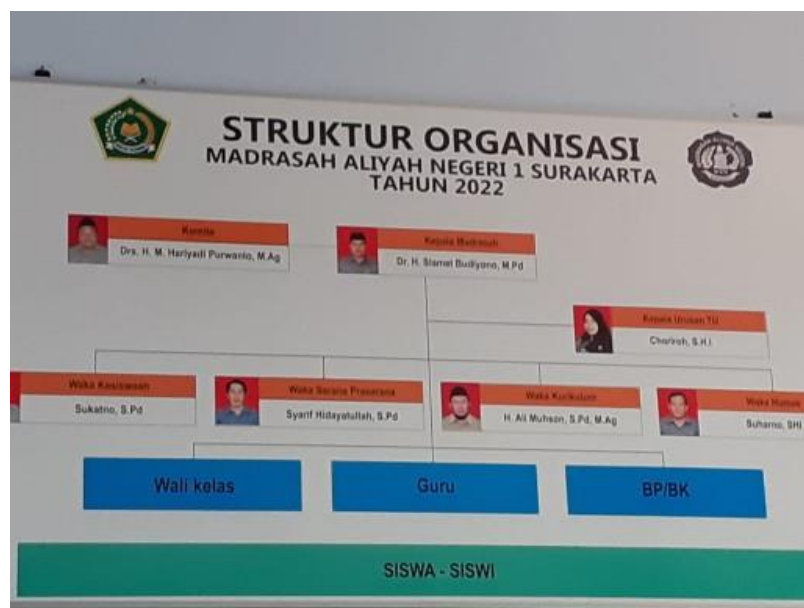 STRUKTUR ORGANISASI
MADRASAH ALIYAH NEGERI 1 SURAKARTA
TAHUN 2022
Komite
Drs. H. M. Hariyadi Purwanto, M.Ag
Kepala Madrasah
Dr. H. Slamet Budiyono, M.Pd
Kepala Urusan TU
Choriroh, S.H.I
Waka Kesiswaan
Sukatno, S.Pd
Waka Sarana Prasarana
Syarif Hidayatullah, S.Pd
Waka Kurikulum
H. Ali Muhson, S.Pd, M.Ag
Waka Humas
Suharno, SHI
Wali kelas
Guru
BP/BK
SISWA - SISWI